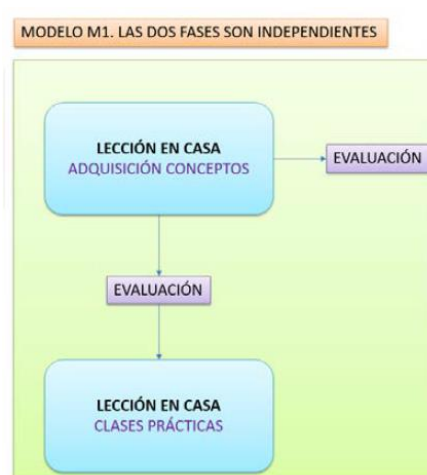 MODELO M1. LAS DOS FASES SON INDEPENDIENTES
LECCIÓN EN CASA
ADQUISICIÓN CONCEPTOS
EVALUACIÓN
EVALUACIÓN
LECCIÓN EN CASA
CLASES PRÁCTICAS